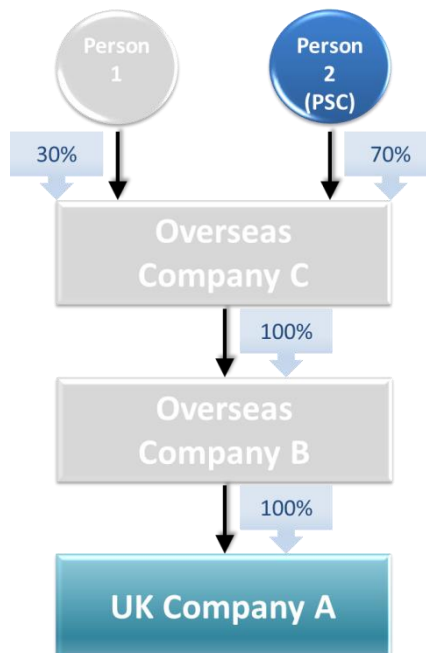 Person
1
Person
2
(PSC)
30%
70%
Overseas
Company C
100%
Overseas
Company B
100%
UK Company A